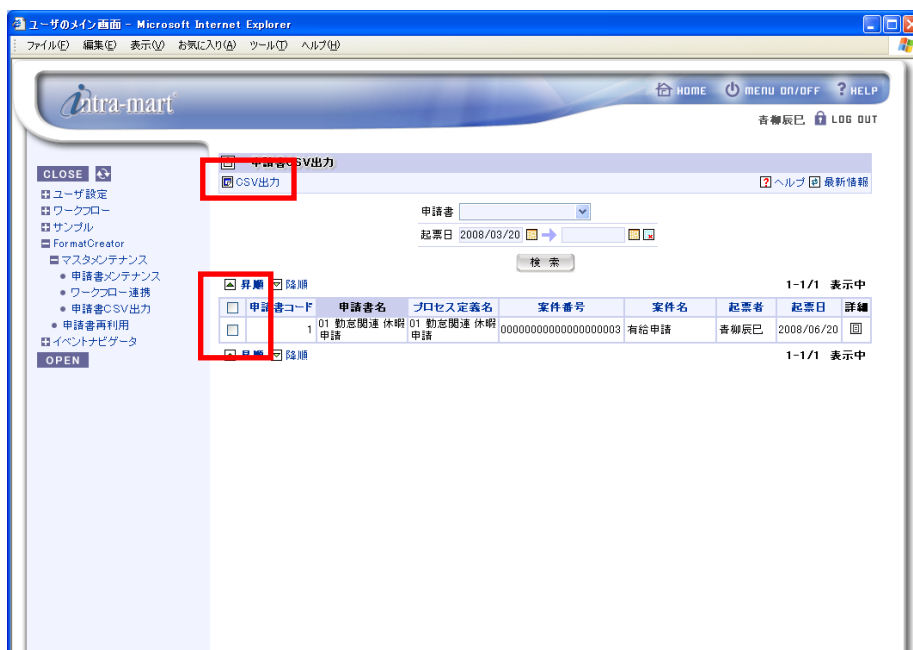 ユーザのメイン画面 - Microsoft Internet Explorer
ファイル(F) 編集(E) 表示(V) お気に入り(A) ツール(T) ヘルプ(H)
intra-mart
HOME MENU ON/OFF ? HELP
青柳辰巳 LOG OUT
CLOSE
ユーザ設定
ワークフロー
サンプル
FormatCreator
マスタメンテナンス
申請書メンテナンス
ワークフロー連携
申請書CSV出力
申請書再利用
イベントナビゲータ
OPEN
申請書CSV出力
CSV出力 ? ヘルプ 最新情報
申請書
起票日 2008/03/20
検 索
昇順 降順 1-1/1 表示中
申請書コード 申請書名 プロセス定義名 案件番号 案件名 起票者 起票日 詳細
1 01 勤怠関連 休暇申請 01 勤怠関連 休暇申請 00000000000000000003 有給申請 青柳辰巳 2008/06/20
昇順 降順 1-1/1 表示中